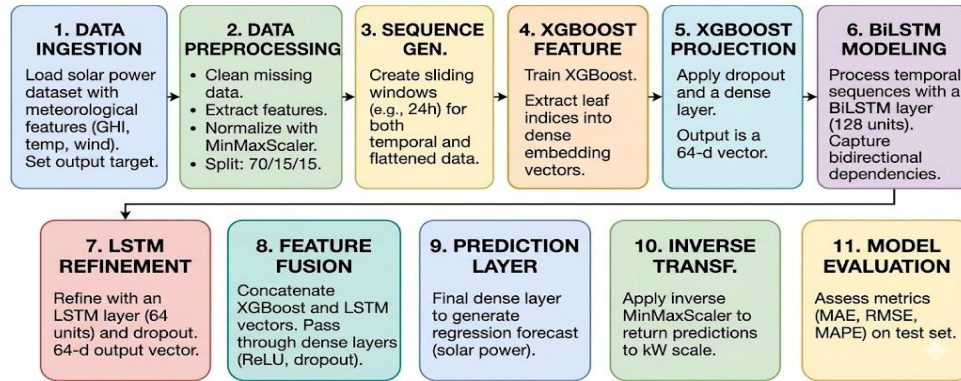 1. DATA
INGESTION
Load solar power
dataset with
meteorological
features (GHI,
temp, wind).
Set output target.
2. DATA
PREPROCESSING
• Clean missing
data.
• Extract features.
• Normalize with
MinMaxScaler.
• Split: 70/15/15.
3. SEQUENCE
GEN.
Create sliding
windows
(e.g., 24h) for
both
temporal and
flattened data.
4. XGBOOST
FEATURE
Train XGBoost.
Extract leaf
indices into
dense
embedding
vectors.
5. XGBOOST
PROJECTION
Apply dropout
and a dense
layer.
Output is a
64-d vector.
6. BiLSTM
MODELING
Process temporal
sequences with a
BiLSTM layer
(128 units).
Capture
bidirectional
dependencies.
7. LSTM
REFINEMENT
Refine with an
LSTM layer (64
units) and dropout.
64-d output vector.
8. FEATURE
FUSION
Concatenate
XGBoost and LSTM
vectors. Pass
through dense layers
(ReLU, dropout).
9. PREDICTION
LAYER
Final dense layer
to generate
regression forecast
(solar power).
10. INVERSE
TRANSF.
Apply inverse
MinMaxScaler to
return predictions
to kW scale.
11. MODEL
EVALUATION
Assess metrics
(MAE, RMSE,
MAPE) on test set.